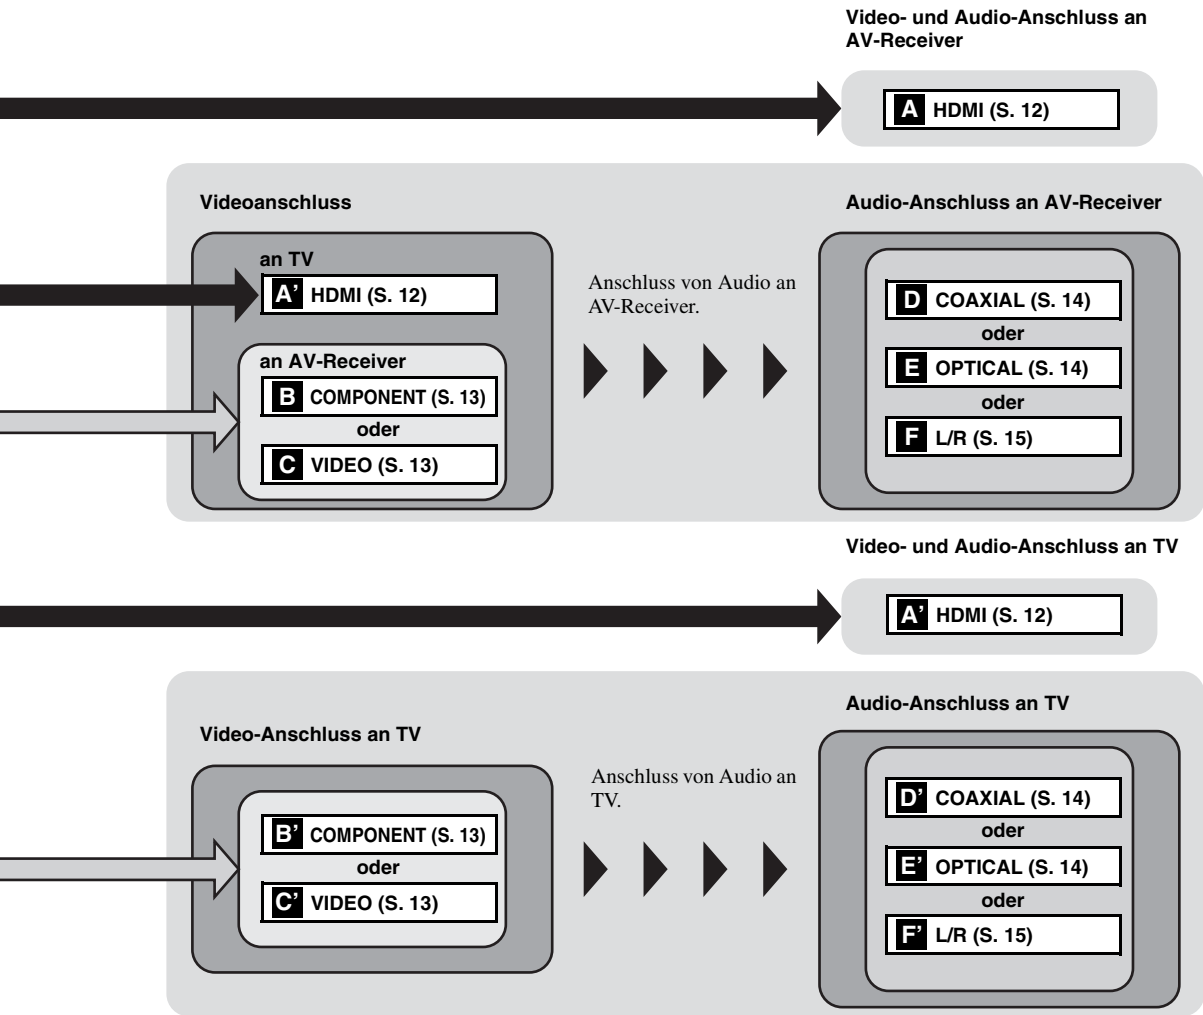 Video- und Audio-Anschluss an
AV-Receiver
A HDMI (S. 12)
Videoanschluss
an TV
A' HDMI (S. 12)
an AV-Receiver
B COMPONENT (S. 13)
oder
C VIDEO (S. 13)
Anschluss von Audio an
AV-Receiver.
Audio-Anschluss an AV-Receiver
D COAXIAL (S. 14)
oder
E OPTICAL (S. 14)
oder
F L/R (S. 15)
Video- und Audio-Anschluss an TV
A' HDMI (S. 12)
Video-Anschluss an TV
B' COMPONENT (S. 13)
oder
C' VIDEO (S. 13)
Anschluss von Audio an
TV.
Audio-Anschluss an TV
D' COAXIAL (S. 14)
oder
E' OPTICAL (S. 14)
oder
F' L/R (S. 15)